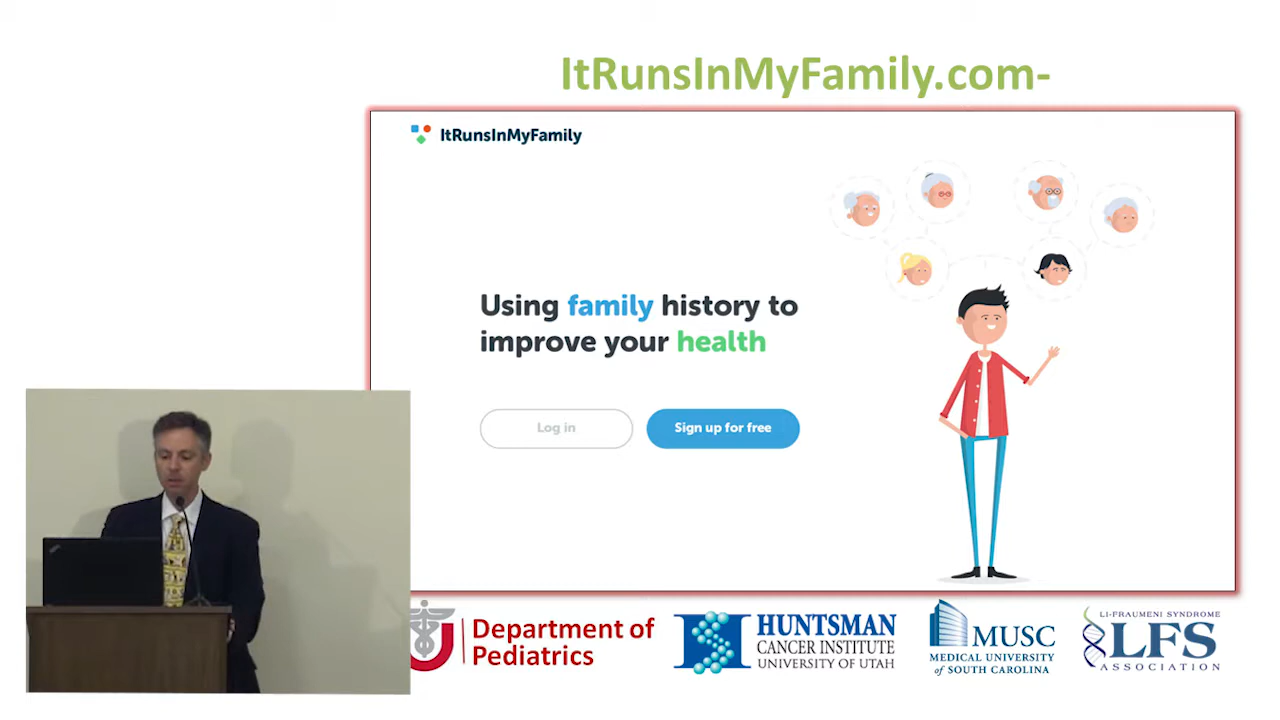 ItRunsInMyFamily.com-
ItRunsInMyFamily
Using family history to
improve your health
Log in
Sign up for free
U
Department of
Pediatrics
HUNTSMAN
CANCER INSTITUTE
UNIVERSITY OF UTAH
MUSC
MEDICAL UNIVERSITY
of SOUTH CAROLINA
LI-FRAUMENI SYNDROME
LFS
ASSOCIATION